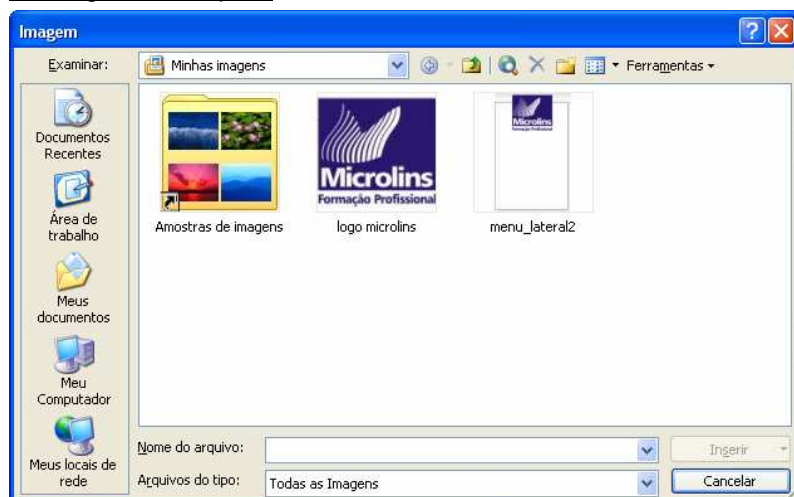 Imagem
Examinar:
Minhas imagens
Ferramentas
Documentos
Recentes
Área de
trabalho
Meus
documentos
Meu
Computador
Meus locais de
rede
Microlins
Formação Profissional
Microlins
Amostras de imagens
logo microlins
menu_lateral2
Nome do arquivo:
Inserir
Arquivos do tipo:
Todas as Imagens
Cancelar